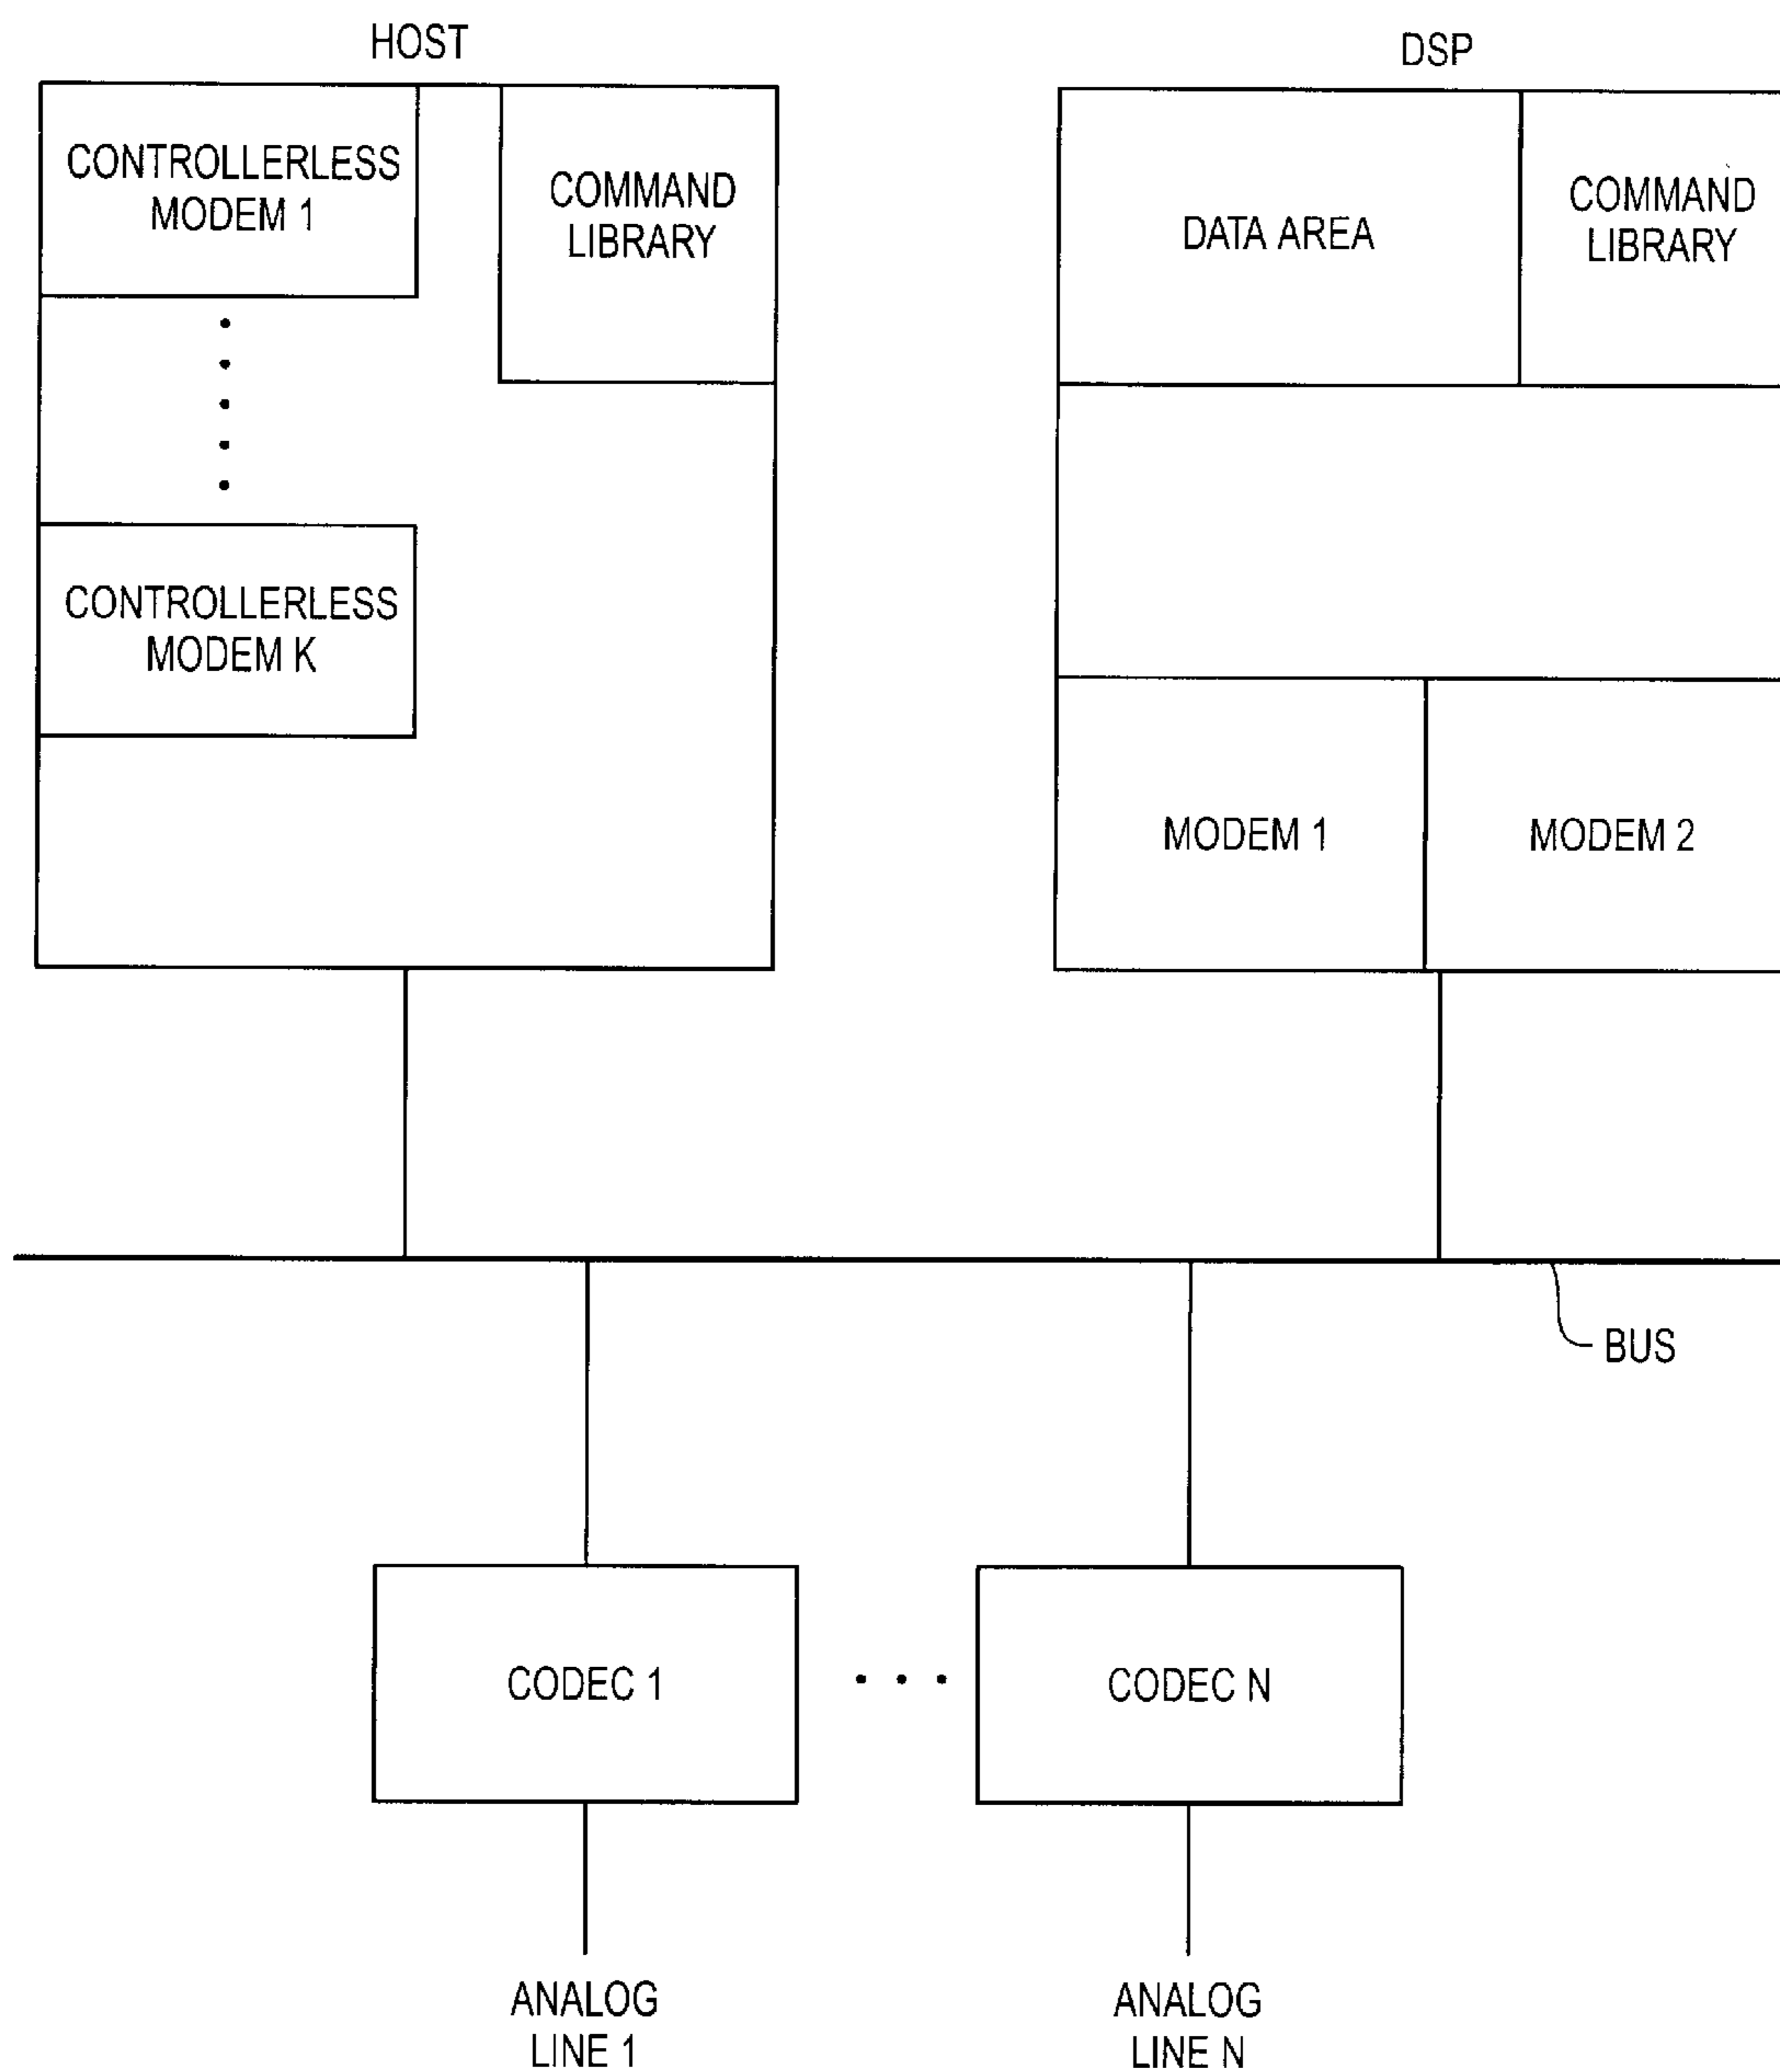 HOST
CONTROLLERLESS
MODEM 1
COMMAND
LIBRARY
CONTROLLERLESS
MODEM K
DSP
DATA AREA
COMMAND
LIBRARY
MODEM 1
MODEM 2
BUS
CODEC 1
CODEC N
ANALOG
LINE 1
ANALOG
LINE N